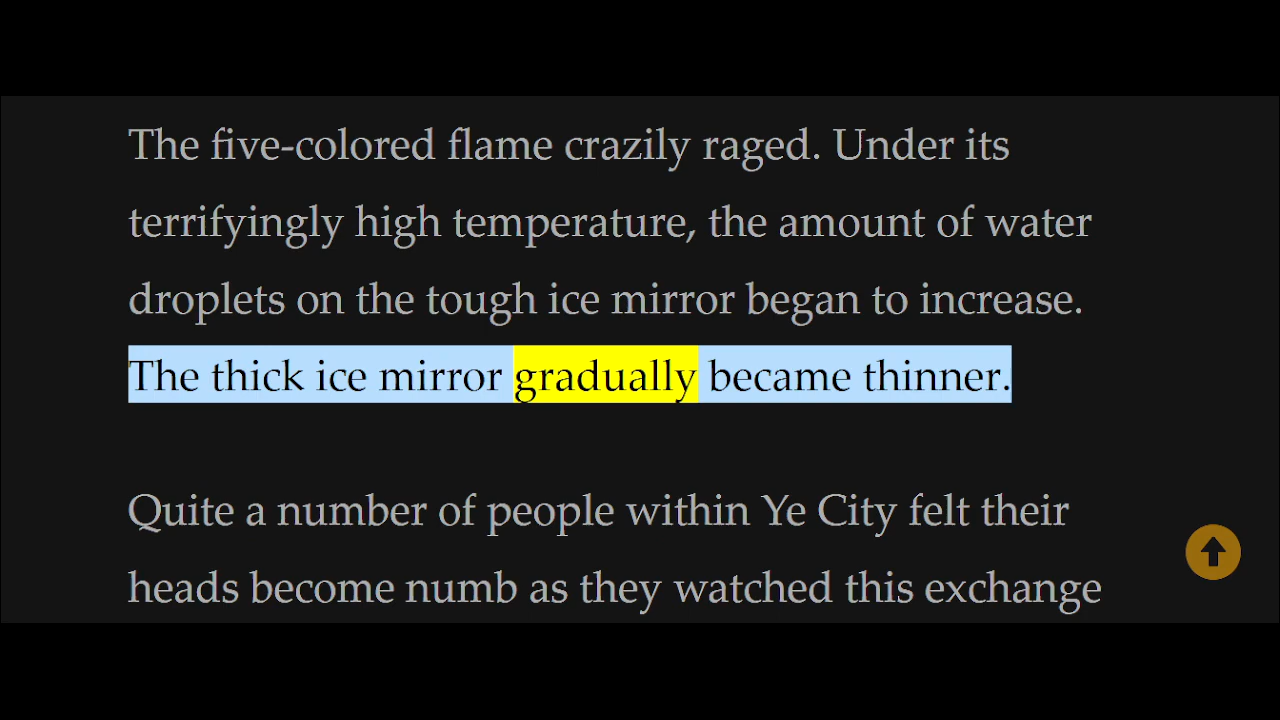 The five-colored flame crazily raged. Under its
terrifyingly high temperature, the amount of water
droplets on the tough ice mirror began to increase.
The thick ice mirror gradually became thinner.
Quite a number of people within Ye City felt their
heads become numb as they watched this exchange